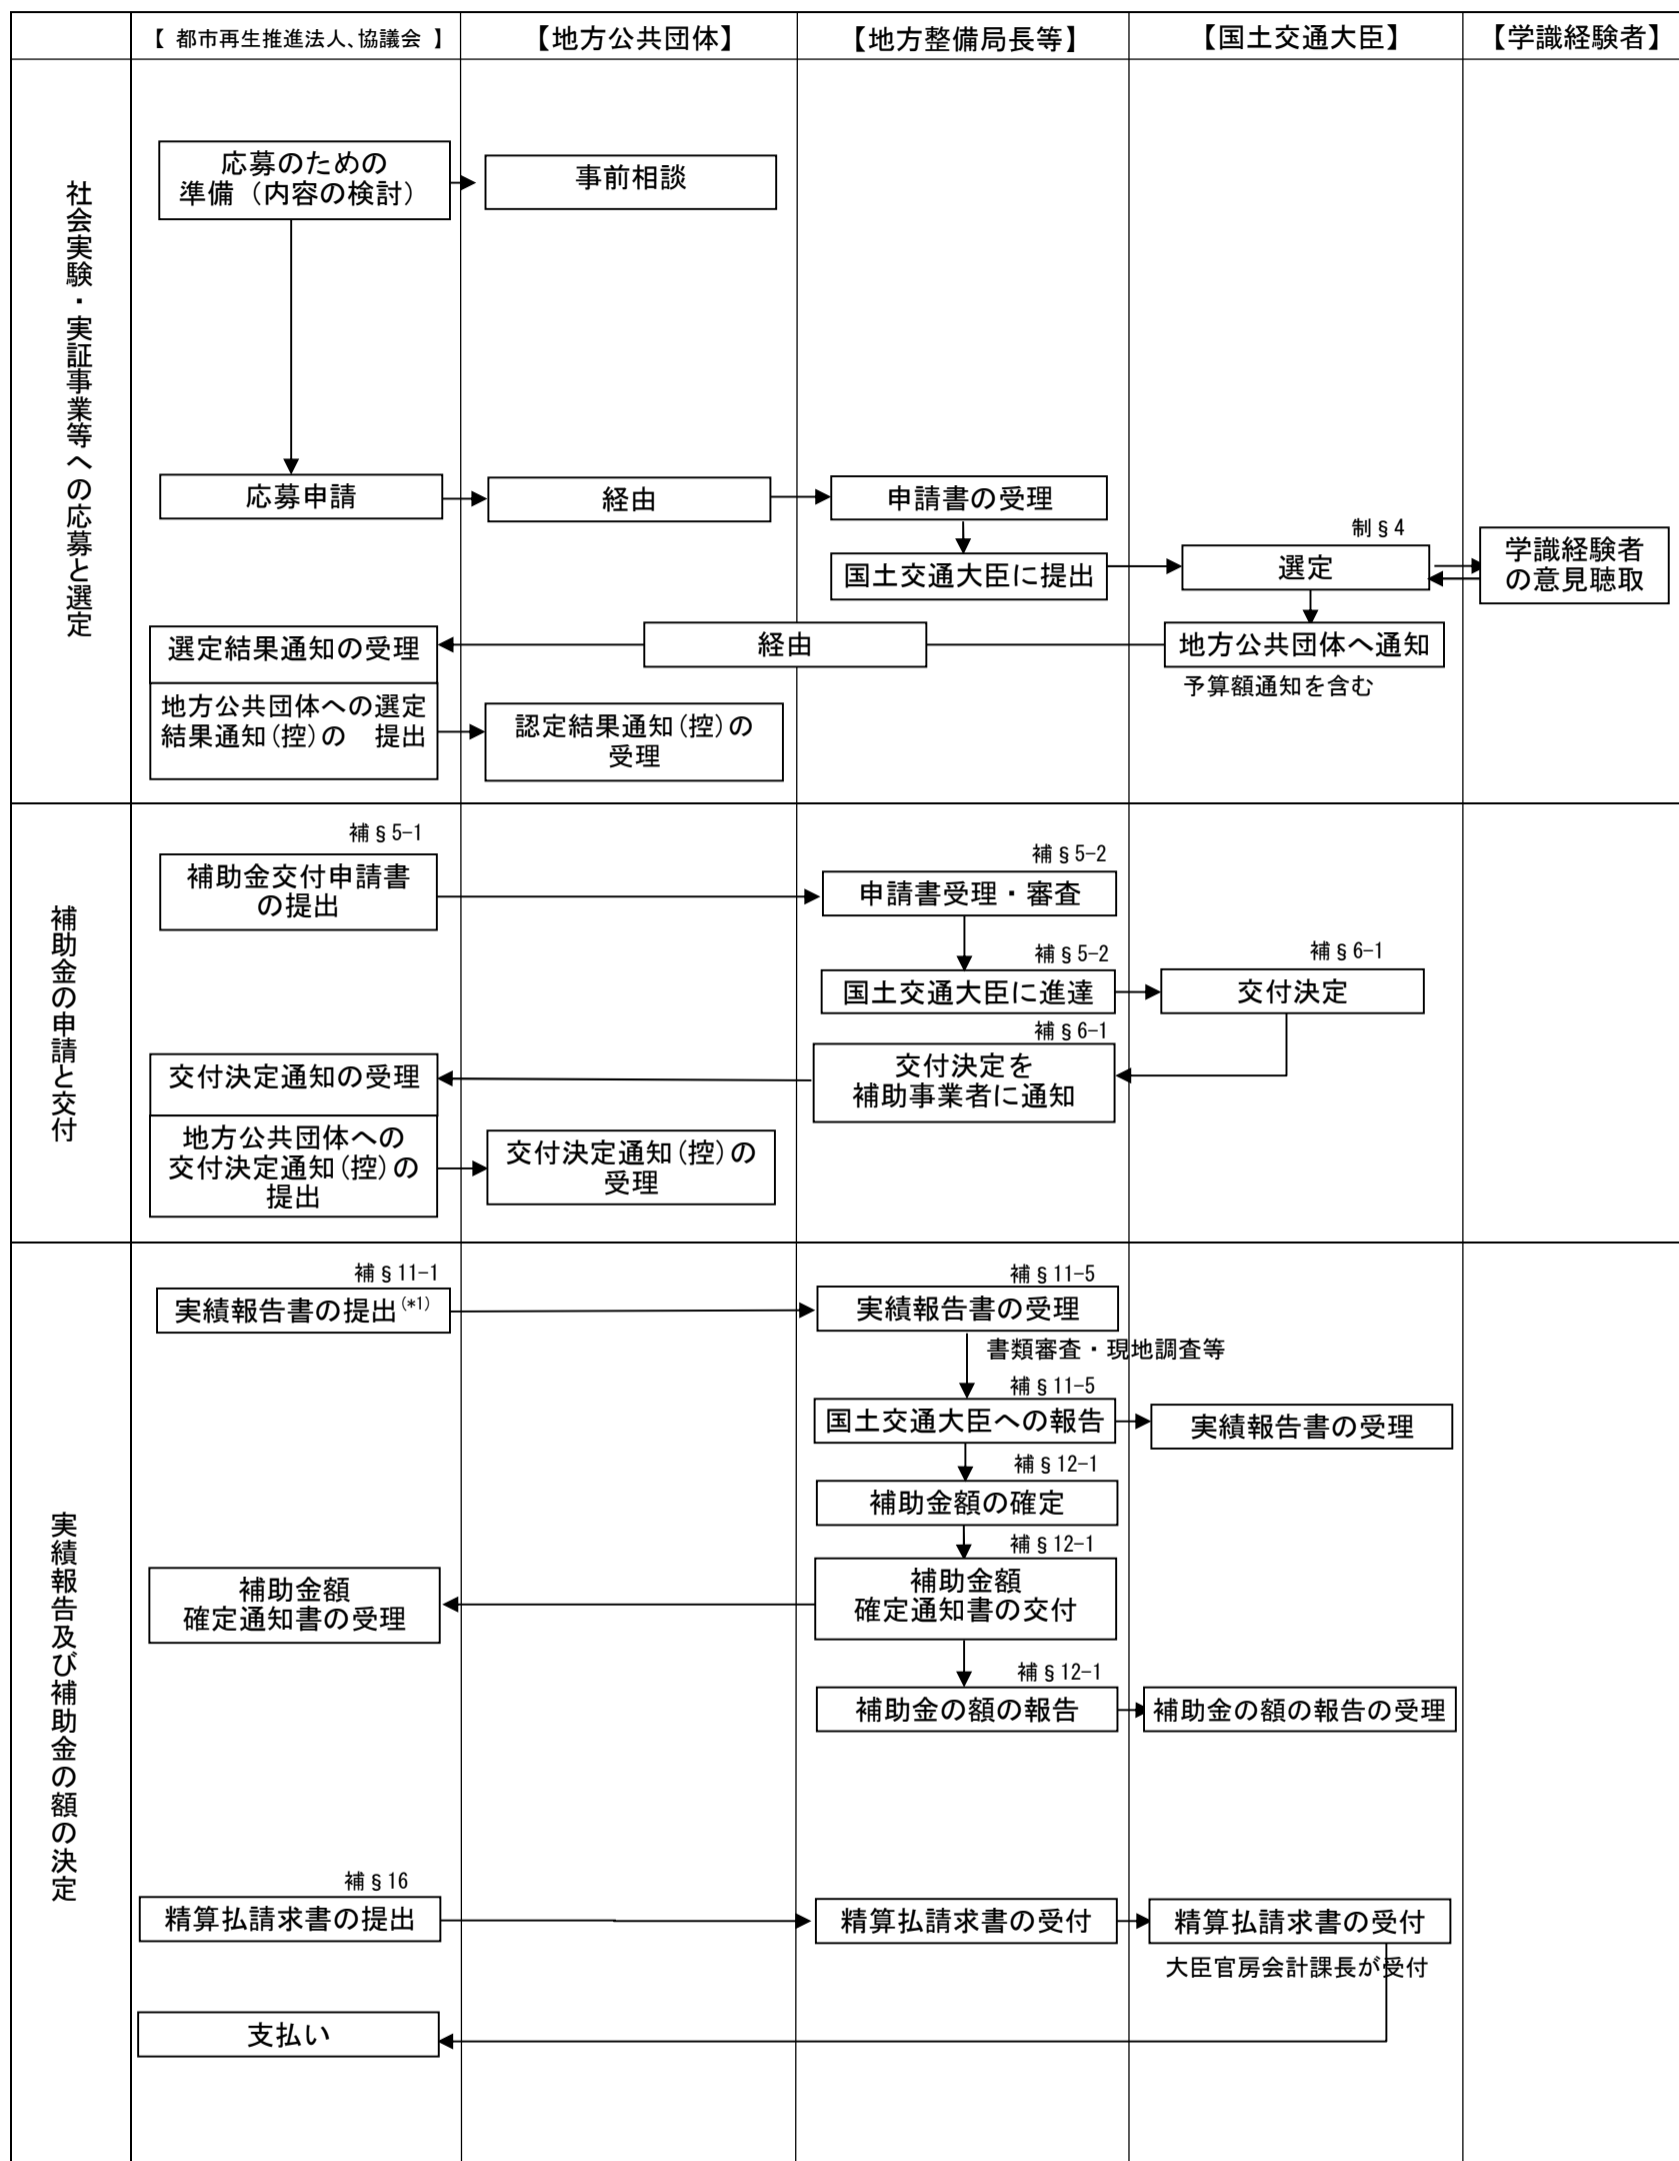 【 都市再生推進法人、協議会 】
【地方公共団体】
【地方整備局長等】
【国土交通大臣】
【学識経験者】
社会実験・実証事業等への応募と選定
応募のための
準備（内容の検討）
事前相談
応募申請
経由
申請書の受理
国土交通大臣に提出
制§4
選定
学識経験者
の意見聴取
選定結果通知の受理
経由
地方公共団体へ通知
予算額通知を含む
地方公共団体への選定
結果通知(控)の　提出
認定結果通知(控)の
受理
補助金の申請と交付
補§5-1
補助金交付申請書
の提出
補§5-2
申請書受理・審査
補§5-2
国土交通大臣に進達
補§6-1
交付決定
補§6-1
交付決定を
補助事業者に通知
交付決定通知の受理
地方公共団体への
交付決定通知(控)の
提出
交付決定通知(控)の
受理
実績報告及び補助金の額の決定
補§11-1
実績報告書の提出(*1)
補§11-5
実績報告書の受理
書類審査・現地調査等
補§11-5
国土交通大臣への報告
実績報告書の受理
補§12-1
補助金額の確定
補§12-1
補助金額
確定通知書の交付
補助金額
確定通知書の受理
補§12-1
補助金の額の報告
補助金の額の報告の受理
補§16
精算払請求書の提出
精算払請求書の受付
精算払請求書の受付
大臣官房会計課長が受付
支払い